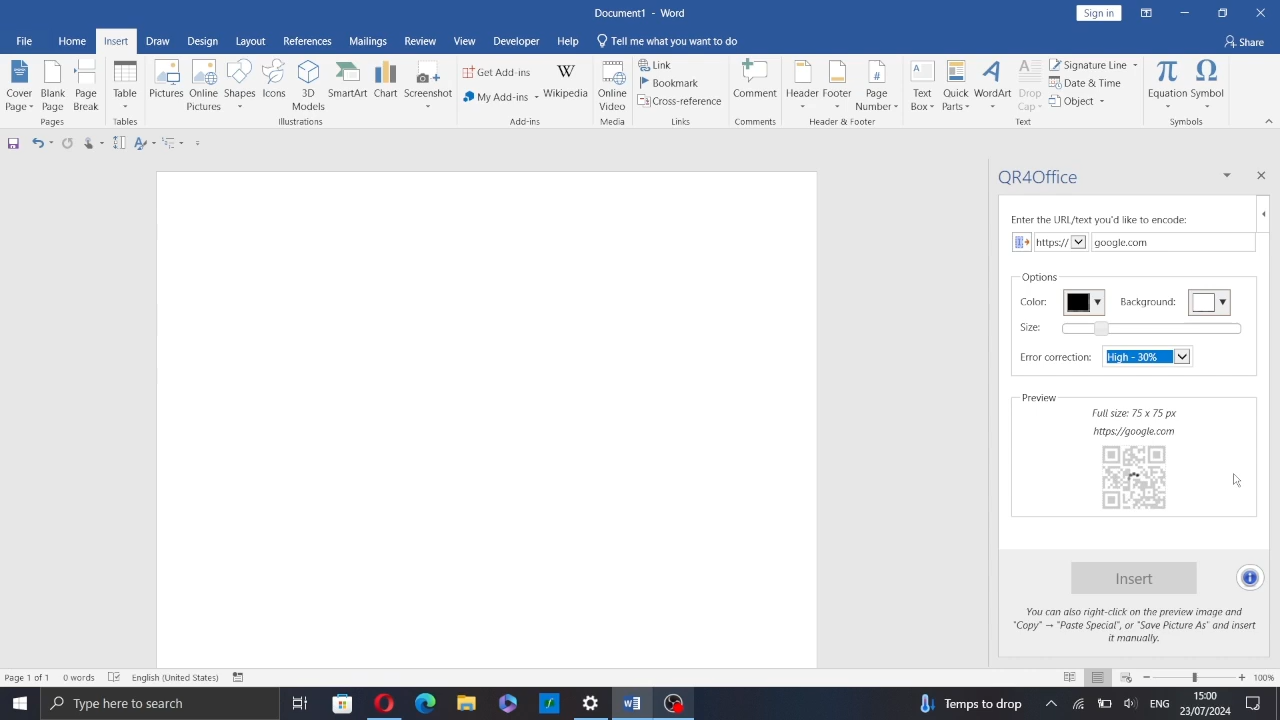 Document1 - Word
Sign in
File Home Insert Draw Design Layout References Mailings Review View Developer Help Tell me what you want to do Share
Cover Page
Blank Page
Page Break
Pages
Table
Tables
Pictures
Online Pictures
Shapes
Icons
3D Models
SmartArt
Chart
Screenshot
Illustrations
Get Add-ins
My Add-ins
Wikipedia
Add-ins
Online Video
Media
Link
Bookmark
Cross-reference
Links
Comment
Comments
Header
Footer
Page Number
Header & Footer
Text Box
Quick Parts
WordArt
Drop Cap
Signature Line
Date & Time
Object
Text
Equation
Symbol
Symbols
QR4Office
Enter the URL/text you'd like to encode:
https:// google.com
Options
Color: Background:
Size:
Error correction: High - 30%
Preview
Full size: 75 x 75 px
https://google.com
Insert
You can also right-click on the preview image and
"Copy" → "Paste Special", or "Save Picture As" and insert
it manually.
Page 1 of 1 0 words English (United States) 100%
Type here to search
Temps to drop
ENG
15:00
23/07/2024